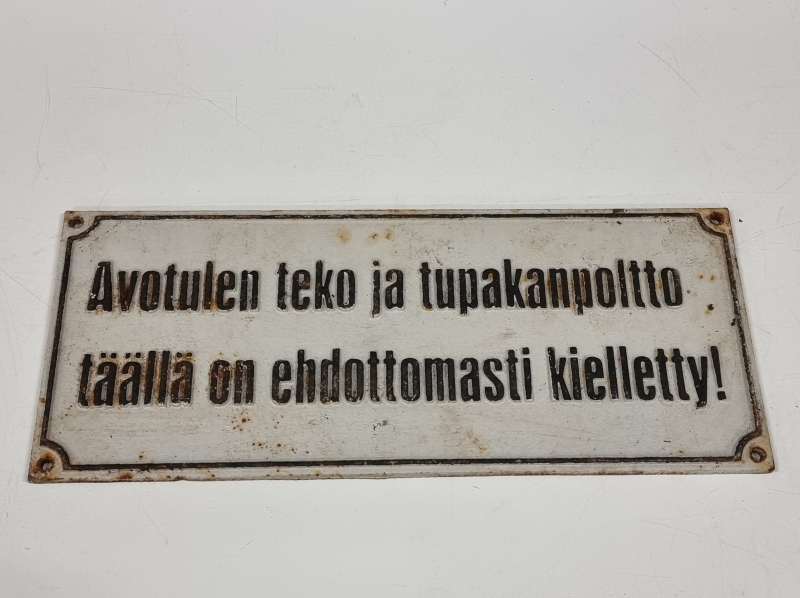 Avotulen teko ja tupakanpoltto
täällä on ehdottomasti kielletty!